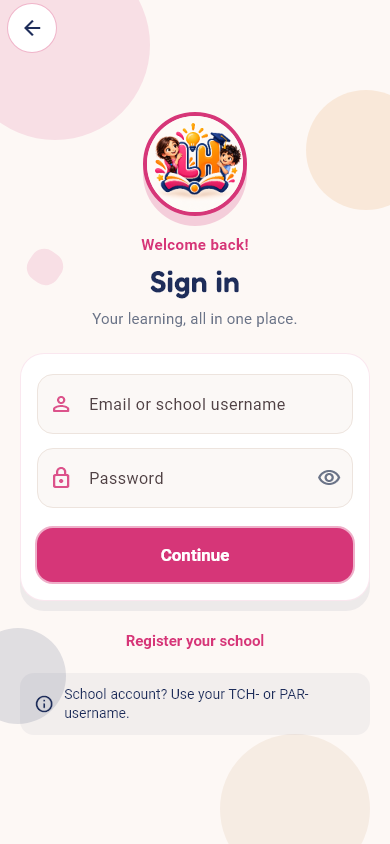 LH
Welcome back!
Sign in
Your learning, all in one place.
Email or school username
Password
Continue
Register your school
School account? Use your TCH- or PAR-
username.